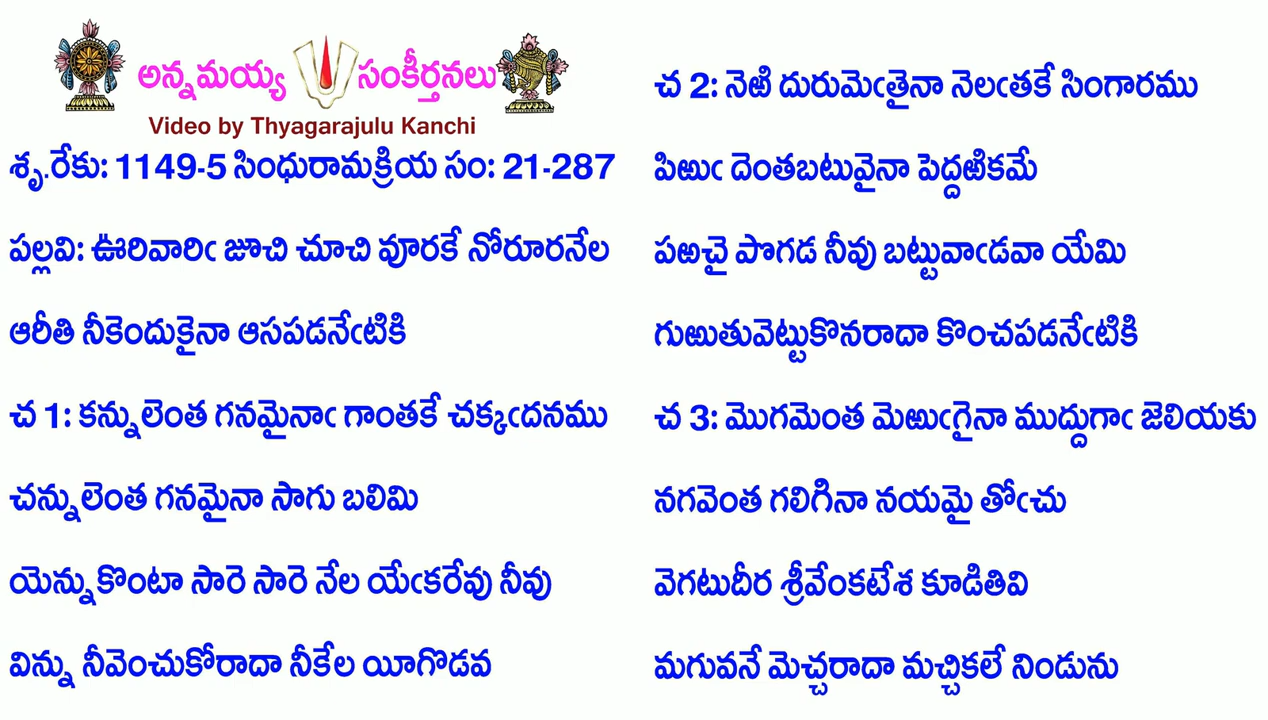 అన్నమయ్య సంకీర్తనలు
Video by Thyagarajulu Kanchi
శృ.రేకు: 1149-5 సింధురామక్రియ సం: 21-287
పల్లవి: ఊరివారిఁ జూచి చూచి వూరకే నోరూరనేల
ఆరీతి నీకెందుకైనా ఆసపడనేఁటికి
చ 1: కన్నులెంత గనమైనాఁ గాంతకే చక్కఁదనము
చన్నులెంత గనమైనా సాగు బలిమి
యెన్నుకొంటా సారె సారె నేల యేఁకరేవు నీవు
విన్ను నీవెంచుకోరాదా నీకేల యీగొడవ
చ 2: నెఱి దురుమెఁతైనా నెలఁతకే సింగారము
పిఱుఁ దెంతబటువైనా పెద్దఱికమే
పఱచై పొగడ నీవు బట్టువాఁడవా యేమి
గుఱుతువెట్టుకొనరాదా కొంచపడనేఁటికి
చ 3: మొగమెంత మెఱుఁగైనా ముద్దుగాఁ జెలియకు
నగవెంత గలిగినా నయమై తోఁచు
వెగటుదీర శ్రీవేంకటేశ కూడితివి
మగువనే మెచ్చరాదా మచ్చికలే నిండును